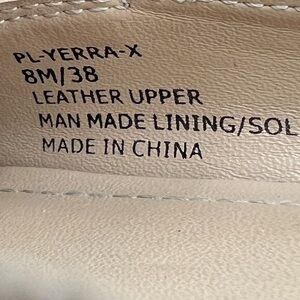 PL-YERRA-X
8M/38
LEATHER UPPER
MAN MADE LINING/SOL
MADE IN CHINA